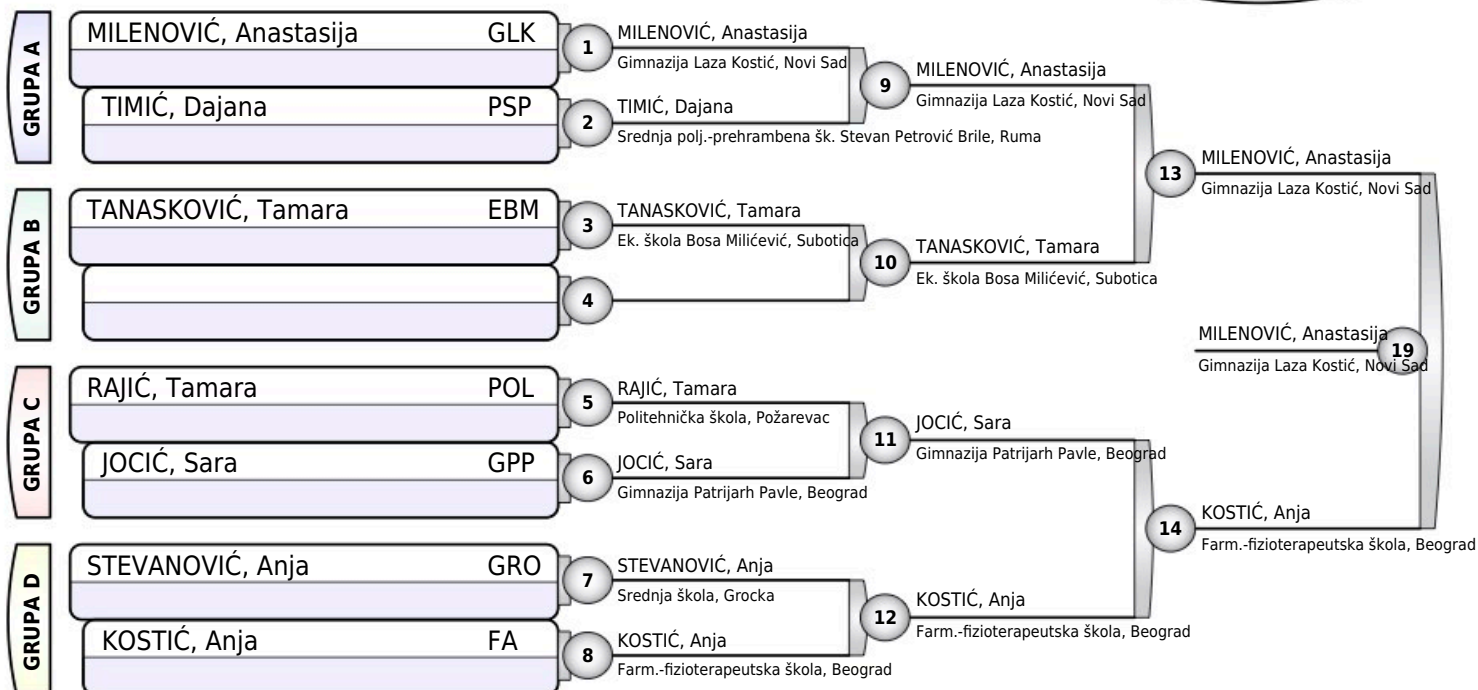 GRUPA A
MILENOVIĆ, Anastasija GLK
TIMIĆ, Dajana PSP
1
MILENOVIĆ, Anastasija
Gimnazija Laza Kostić, Novi Sad
2
TIMIĆ, Dajana
Srednja polj.-prehrambena šk. Stevan Petrović Brile, Ruma
9
MILENOVIĆ, Anastasija
Gimnazija Laza Kostić, Novi Sad
GRUPA B
TANASKOVIĆ, Tamara EBM
3
TANASKOVIĆ, Tamara
Ek. škola Bosa Milićević, Subotica
4
10
TANASKOVIĆ, Tamara
Ek. škola Bosa Milićević, Subotica
13
MILENOVIĆ, Anastasija
Gimnazija Laza Kostić, Novi Sad
GRUPA C
RAJIĆ, Tamara POL
JOCIĆ, Sara GPP
5
RAJIĆ, Tamara
Politehnička škola, Požarevac
6
JOCIĆ, Sara
Gimnazija Patrijarh Pavle, Beograd
11
JOCIĆ, Sara
Gimnazija Patrijarh Pavle, Beograd
GRUPA D
STEVANOVIĆ, Anja GRO
KOSTIĆ, Anja FA
7
STEVANOVIĆ, Anja
Srednja škola, Grocka
8
KOSTIĆ, Anja
Farm.-fizioterapeutska škola, Beograd
12
KOSTIĆ, Anja
Farm.-fizioterapeutska škola, Beograd
14
KOSTIĆ, Anja
Farm.-fizioterapeutska škola, Beograd
MILENOVIĆ, Anastasija
19
Gimnazija Laza Kostić, Novi Sad